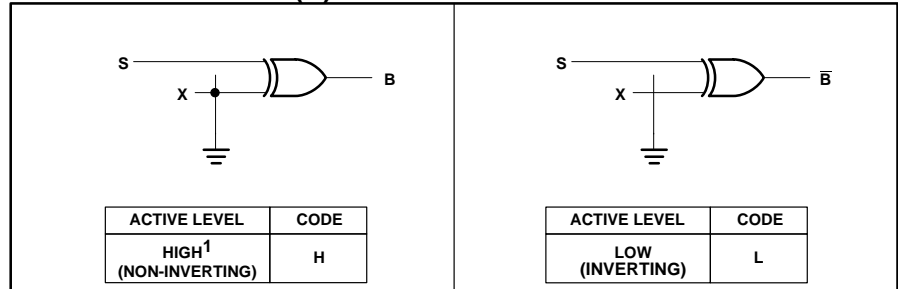 S
X
B
ACTIVE LEVEL CODE
HIGH1
(NON-INVERTING)
H
S
X
B̅
ACTIVE LEVEL CODE
LOW
(INVERTING)
L